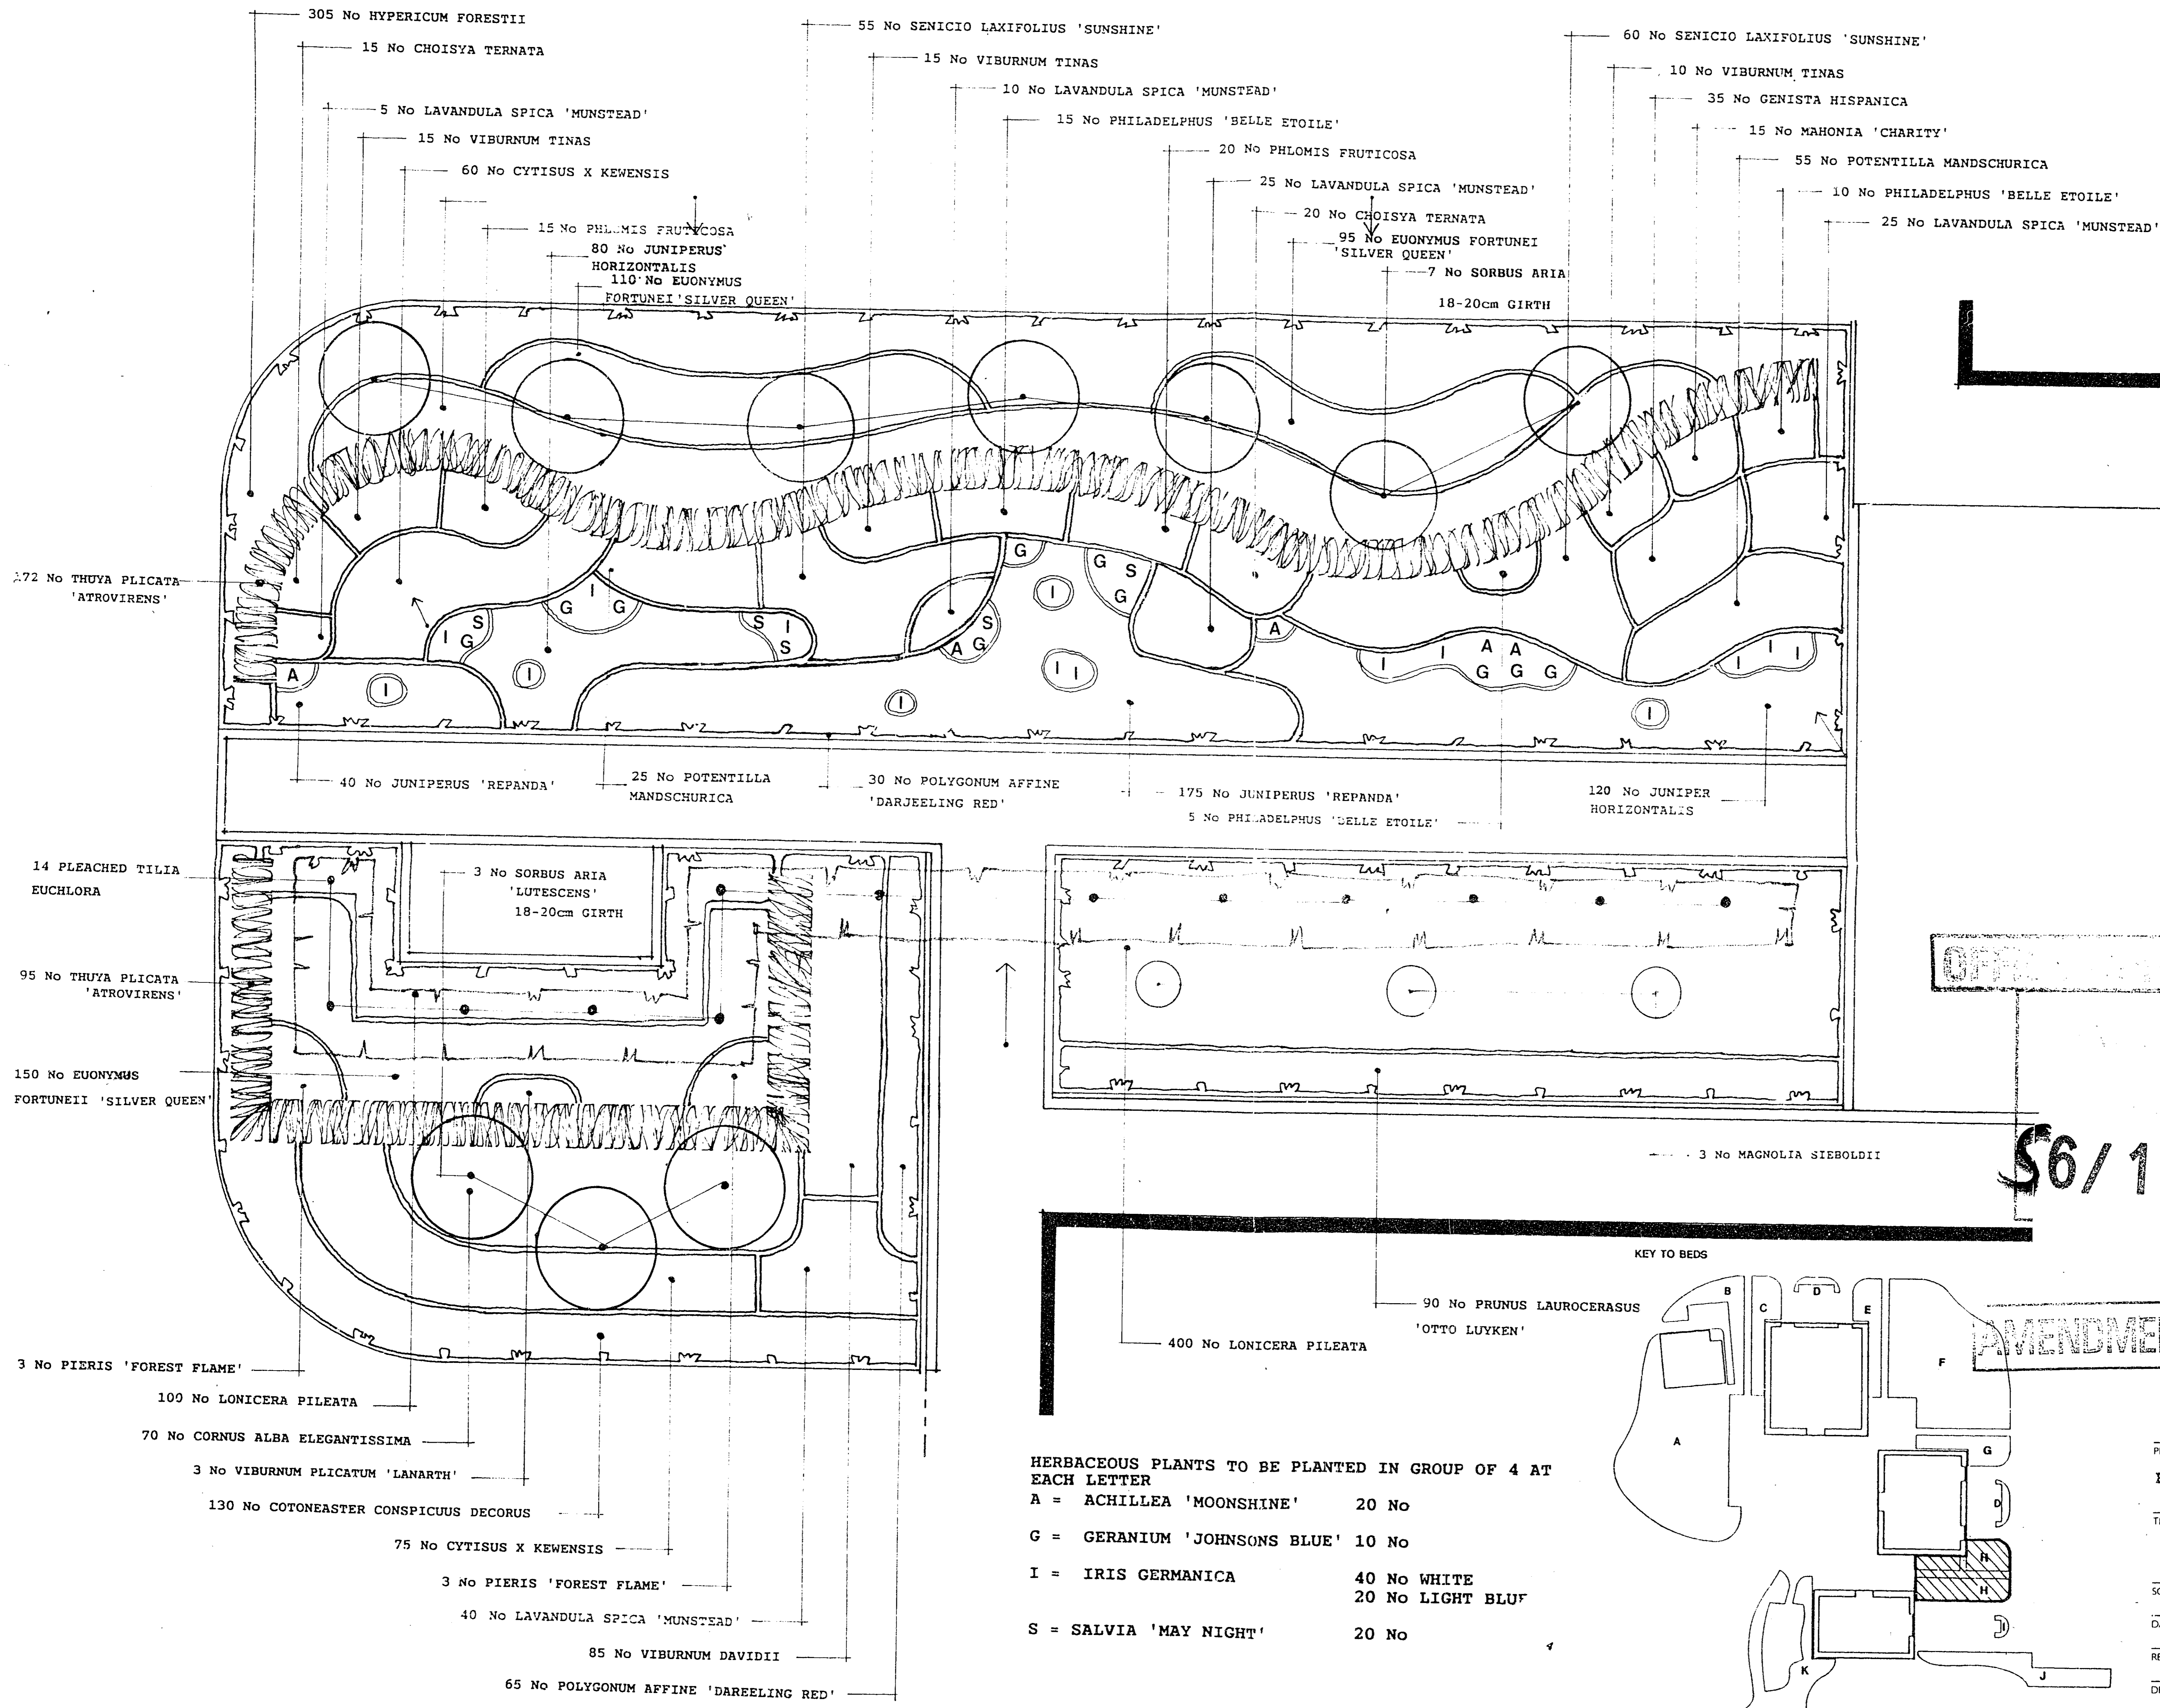 305 No HYPERICUM FORESTII
15 No CHOISYA TERNATA
5 No LAVANDULA SPICA 'MUNSTEAD'
15 No VIBURNUM TINAS
60 No CYTISUS X KEWENSIS
15 No PHLOMIS FRUTICOSA
80 No JUNIPERUS
HORIZONTALIS
110 No EUONYMUS
FORTUNEI 'SILVER QUEEN'
55 No SENICIO LAXIFOLIUS 'SUNSHINE'
15 No VIBURNUM TINAS
10 No LAVANDULA SPICA 'MUNSTEAD'
15 No PHILADELPHUS 'BELLE ETOILE'
20 No PHLOMIS FRUTICOSA
25 No LAVANDULA SPICA 'MUNSTEAD'
20 No CHOISYA TERNATA
95 No EUONYMUS FORTUNEI
'SILVER QUEEN'
7 No SORBUS ARIA
18-20cm GIRTH
60 No SENICIO LAXIFOLIUS 'SUNSHINE'
10 No VIBURNUM TINAS
35 No GENISTA HISPANICA
15 No MAHONIA 'CHARITY'
55 No POTENTILLA MANDSCHURICA
10 No PHILADELPHUS 'BELLE ETOILE'
25 No LAVANDULA SPICA 'MUNSTEAD'
172 No THUYA PLICATA
'ATROVIRENS'
G
G S
G
I
I
G G
S
I G
S I
S
S
A G
A
A
I
I
I I
I
I I A A
G G G
I I I
I
40 No JUNIPERUS 'REPANDA'
25 No POTENTILLA
MANDSCHURICA
30 No POLYGONUM AFFINE
'DARJEELING RED'
175 No JUNIPERUS 'REPANDA'
5 No PHILADELPHUS 'BELLE ETOILE'
120 No JUNIPER
HORIZONTALIS
14 PLEACHED TILIA
EUCHLORA
3 No SORBUS ARIA
'LUTESCENS'
18-20cm GIRTH
95 No THUYA PLICATA
'ATROVIRENS'
150 No EUONYMUS
FORTUNEII 'SILVER QUEEN'
3 No MAGNOLIA SIEBOLDII
S6/1
90 No PRUNUS LAUROCERASUS
'OTTO LUYKEN'
400 No LONICERA PILEATA
3 No PIERIS 'FOREST FLAME'
100 No LONICERA PILEATA
70 No CORNUS ALBA ELEGANTISSIMA
3 No VIBURNUM PLICATUM 'LANARTH'
130 No COTONEASTER CONSPICUUS DECORUS
75 No CYTISUS X KEWENSIS
3 No PIERIS 'FOREST FLAME'
40 No LAVANDULA SPICA 'MUNSTEAD'
85 No VIBURNUM DAVIDII
65 No POLYGONUM AFFINE 'DAREELING RED'
HERBACEOUS PLANTS TO BE PLANTED IN GROUP OF 4 AT
EACH LETTER
A = ACHILLEA 'MOONSHINE' 20 No
G = GERANIUM 'JOHNSONS BLUE' 10 No
I = IRIS GERMANICA 40 No WHITE
20 No LIGHT BLUE
S = SALVIA 'MAY NIGHT' 20 No
KEY TO BEDS
B
C
D
E
F
A
G
D
H
H
I
K
J